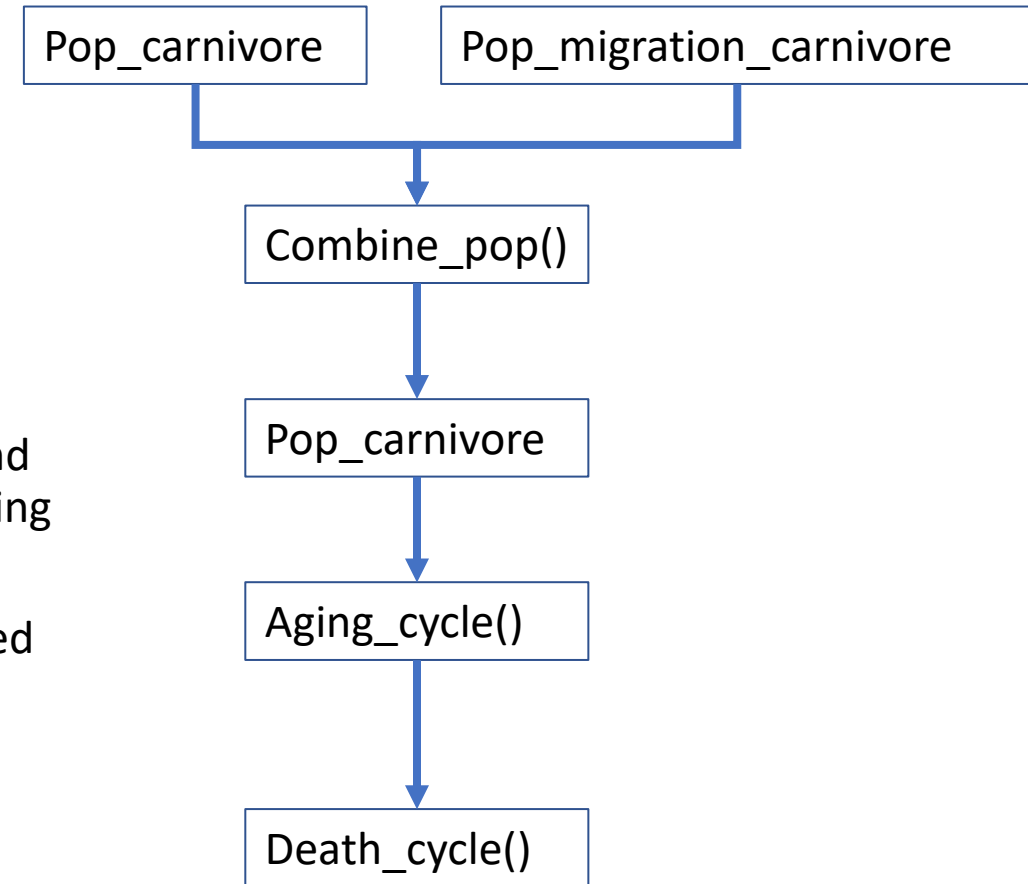 Pop_carnivore
Pop_migration_carnivore
Combine_pop()
Pop_carnivore
Aging_cycle()
Death_cycle()